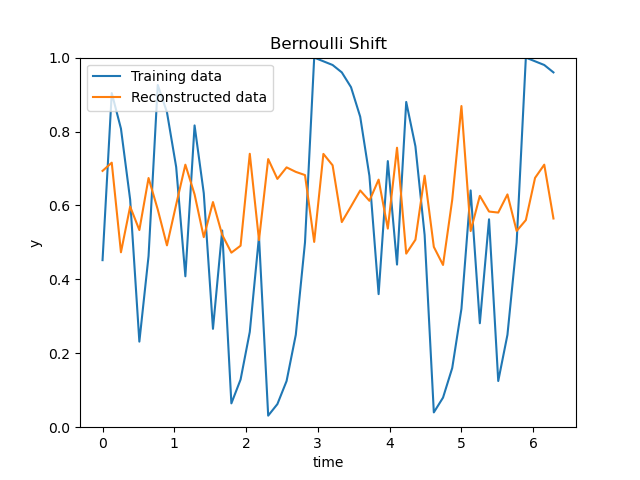 Bernoulli Shift
Training data
Reconstructed data
1.0
0.8
0.6
0.4
0.2
0.0
y
0 1 2 3 4 5 6
time